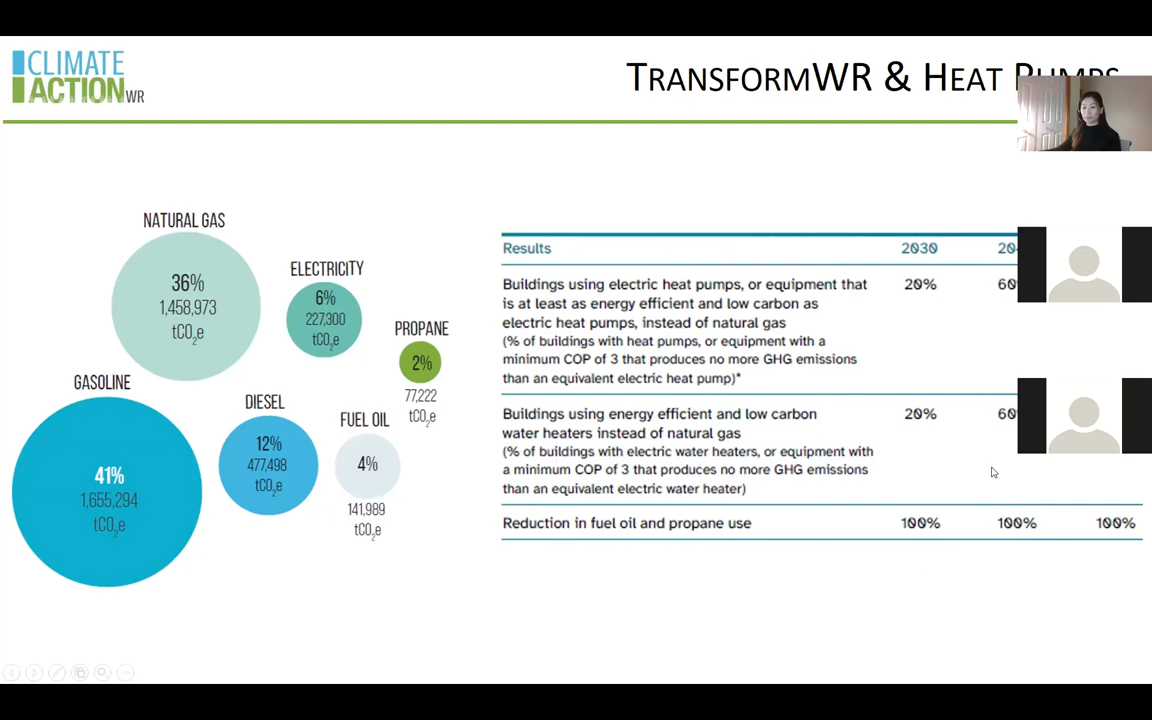 CLIMATE
ACTIONWR
TRANSFORMWR & HEAT PUMPS
NATURAL GAS
36%
1,458,973
tCO2e
ELECTRICITY
6%
227,300
tCO2e
PROPANE
2%
77,222
tCO2e
GASOLINE
41%
1,655,294
tCO2e
DIESEL
12%
477,498
tCO2e
FUEL OIL
4%
141,989
tCO2e
Results 2030
Buildings using electric heat pumps, or equipment that 20% 60
is at least as energy efficient and low carbon as
electric heat pumps, instead of natural gas
(% of buildings with heat pumps, or equipment with a
minimum COP of 3 that produces no more GHG emissions
than an equivalent electric heat pump)*
Buildings using energy efficient and low carbon 20% 60
water heaters instead of natural gas
(% of buildings with electric water heaters, or equipment with
a minimum COP of 3 that produces no more GHG emissions
than an equivalent electric water heater)
Reduction in fuel oil and propane use 100% 100% 100%